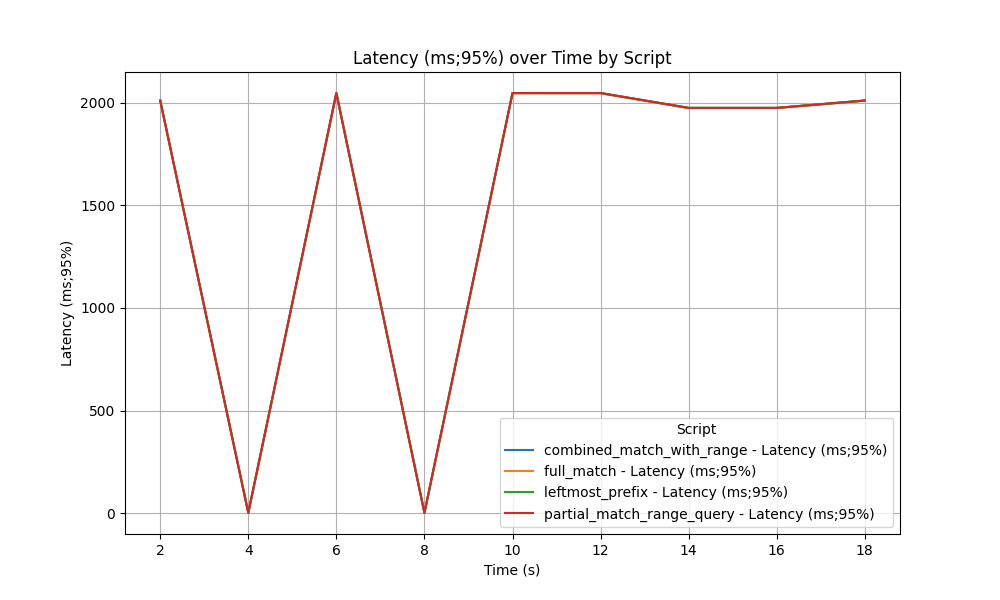 Latency (ms;95%) over Time by Script
2000
1500
1000
500
0
Latency (ms;95%)
2 4 6 8 10 12 14 16 18
Time (s)
Script
combined_match_with_range - Latency (ms;95%)
full_match - Latency (ms;95%)
leftmost_prefix - Latency (ms;95%)
partial_match_range_query - Latency (ms;95%)